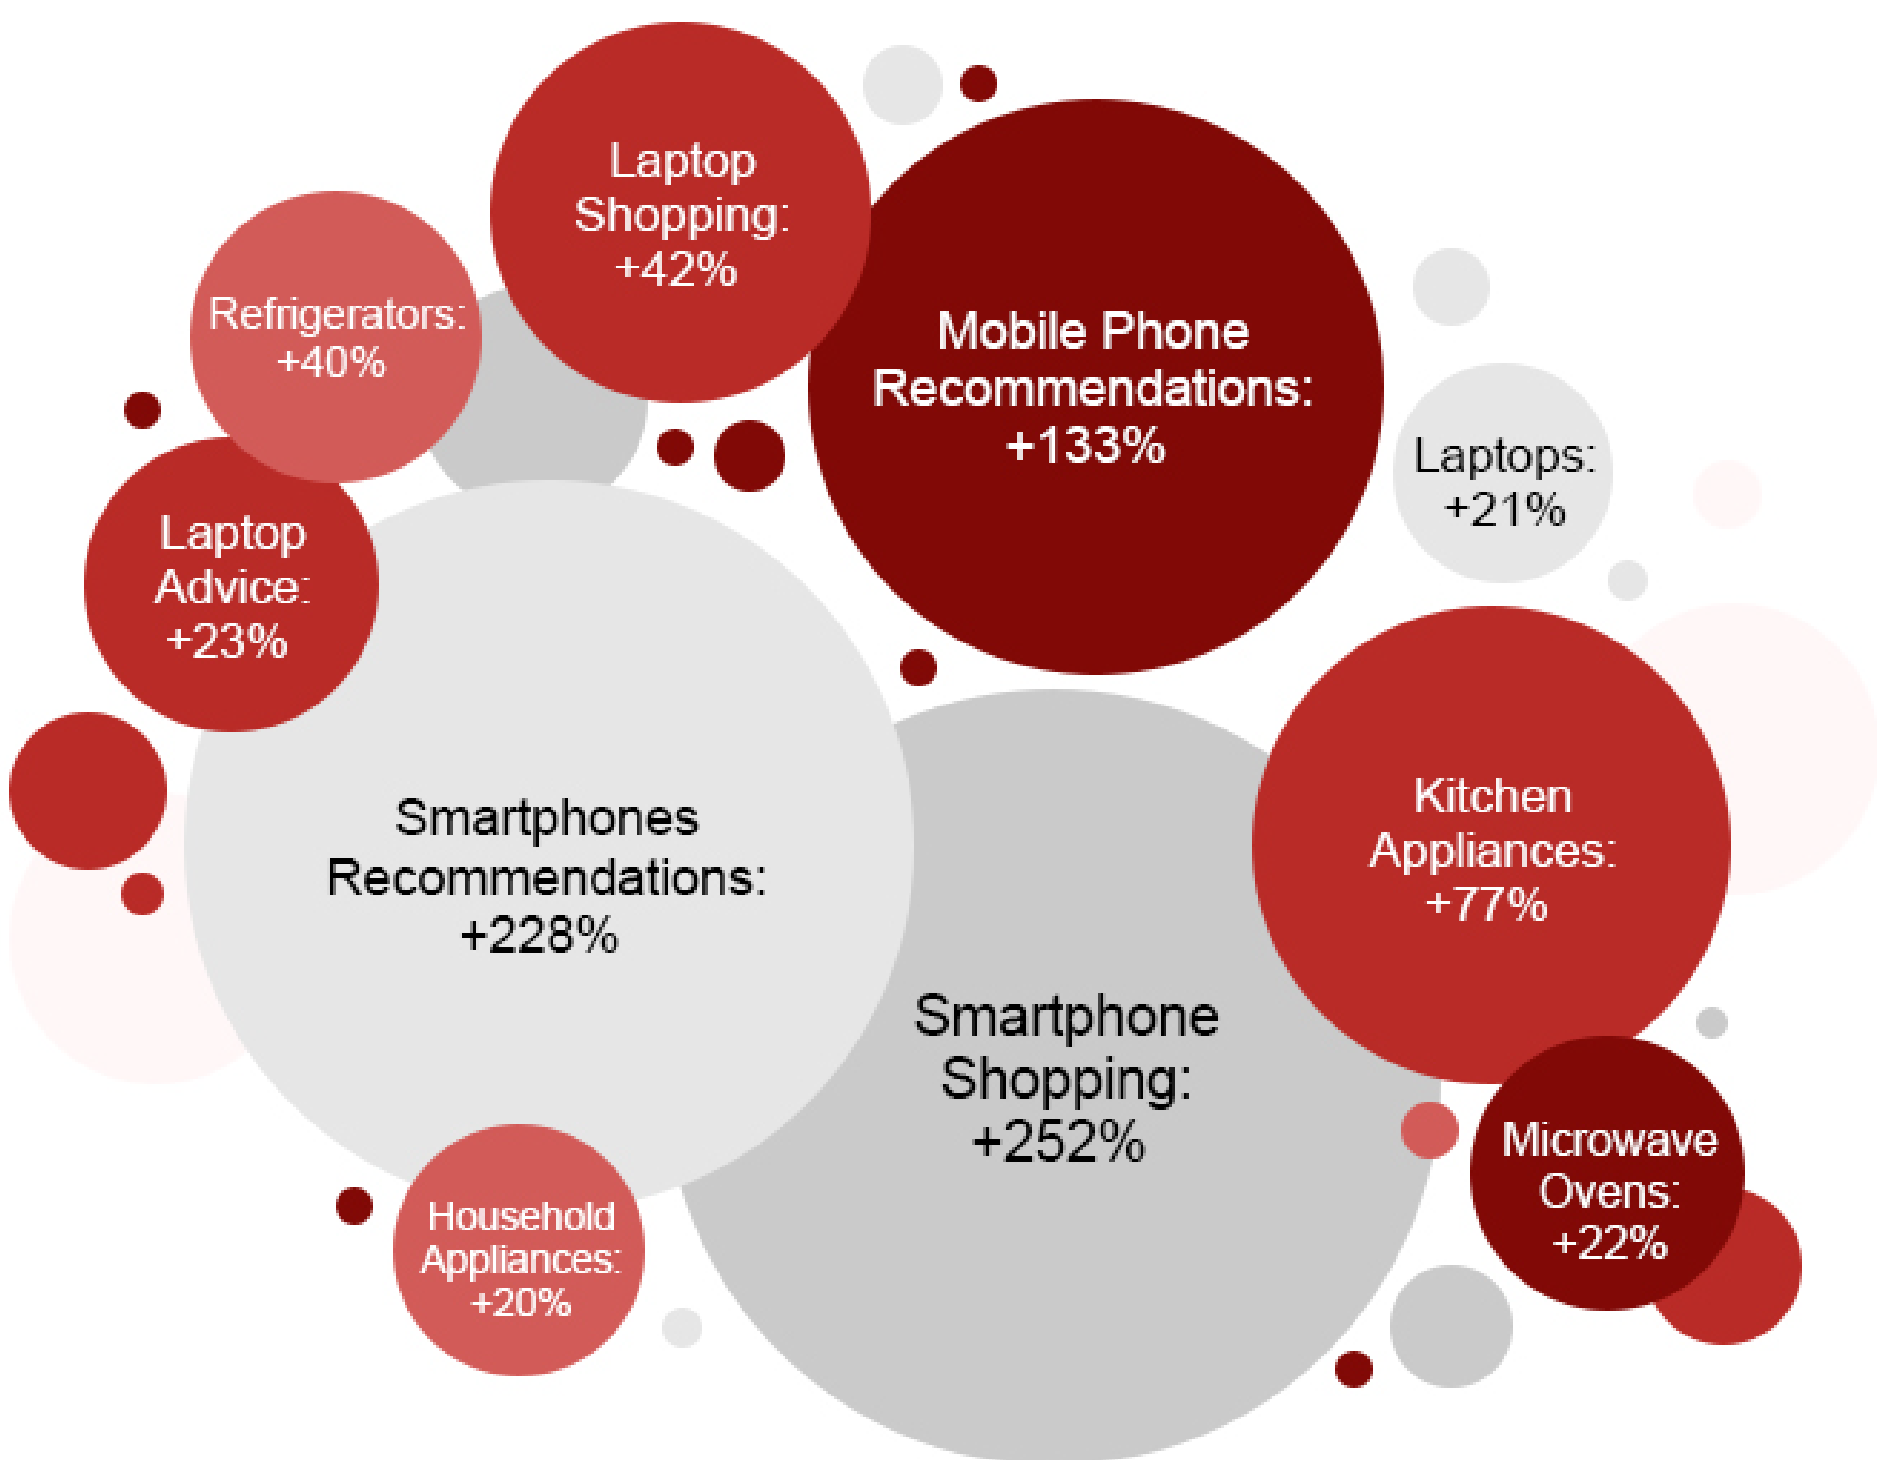 Laptop
Shopping:
+42%
Mobile Phone
Recommendations:
+133%
Refrigerators:
+40%
Laptops:
+21%
Laptop
Advice:
+23%
Smartphones
Recommendations:
+228%
Kitchen
Appliances:
+77%
Smartphone
Shopping:
+252%
Microwave
Ovens:
+22%
Household
Appliances:
+20%